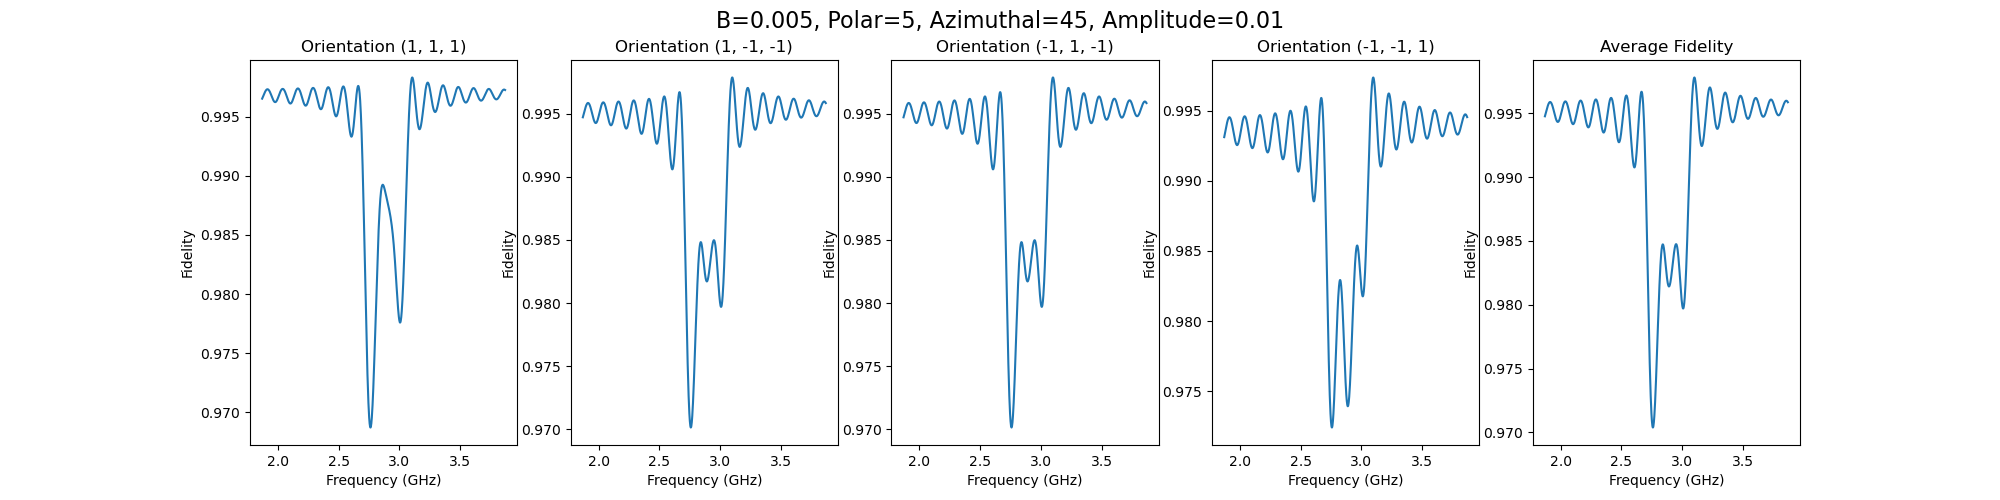 B=0.005, Polar=5, Azimuthal=45, Amplitude=0.01
Orientation (1, 1, 1)
Fidelity
0.995
0.990
0.985
0.980
0.975
0.970
2.0 2.5 3.0 3.5
Frequency (GHz)
Orientation (1, -1, -1)
Fidelity
0.995
0.990
0.985
0.980
0.975
0.970
2.0 2.5 3.0 3.5
Frequency (GHz)
Orientation (-1, 1, -1)
Fidelity
0.995
0.990
0.985
0.980
0.975
0.970
2.0 2.5 3.0 3.5
Frequency (GHz)
Orientation (-1, -1, 1)
Fidelity
0.995
0.990
0.985
0.980
0.975
2.0 2.5 3.0 3.5
Frequency (GHz)
Average Fidelity
Fidelity
0.995
0.990
0.985
0.980
0.975
0.970
2.0 2.5 3.0 3.5
Frequency (GHz)